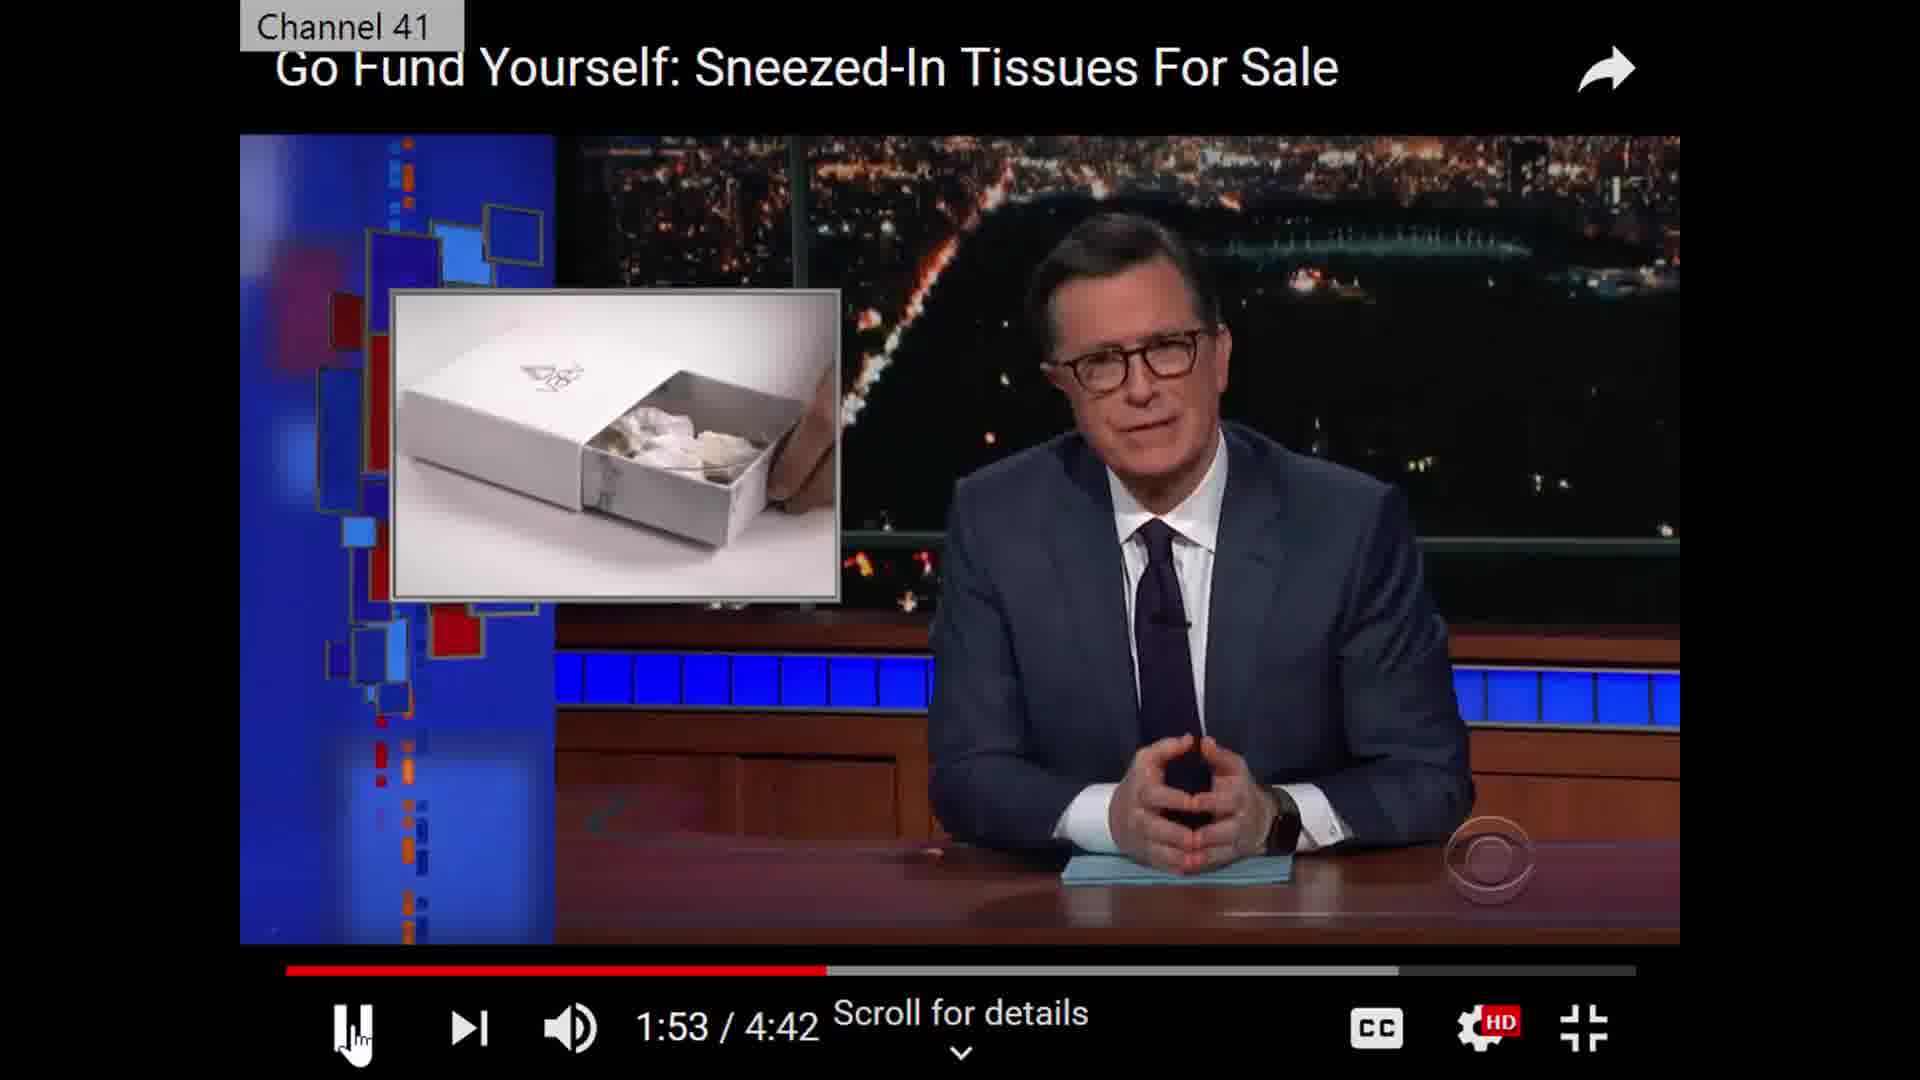 Channel 41
Go Fund Yourself: Sneezed-In Tissues For Sale
1:53 / 4:42
Scroll for details
CC
HD